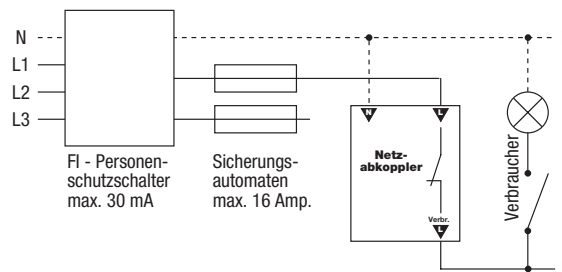 N
L1
L2
L3
FI - Personen-
schutzschalter
max. 30 mA
Sicherungs-
automaten
max. 16 Amp.
N
L
Netz-
abkoppler
Verbr.
L
Verbraucher